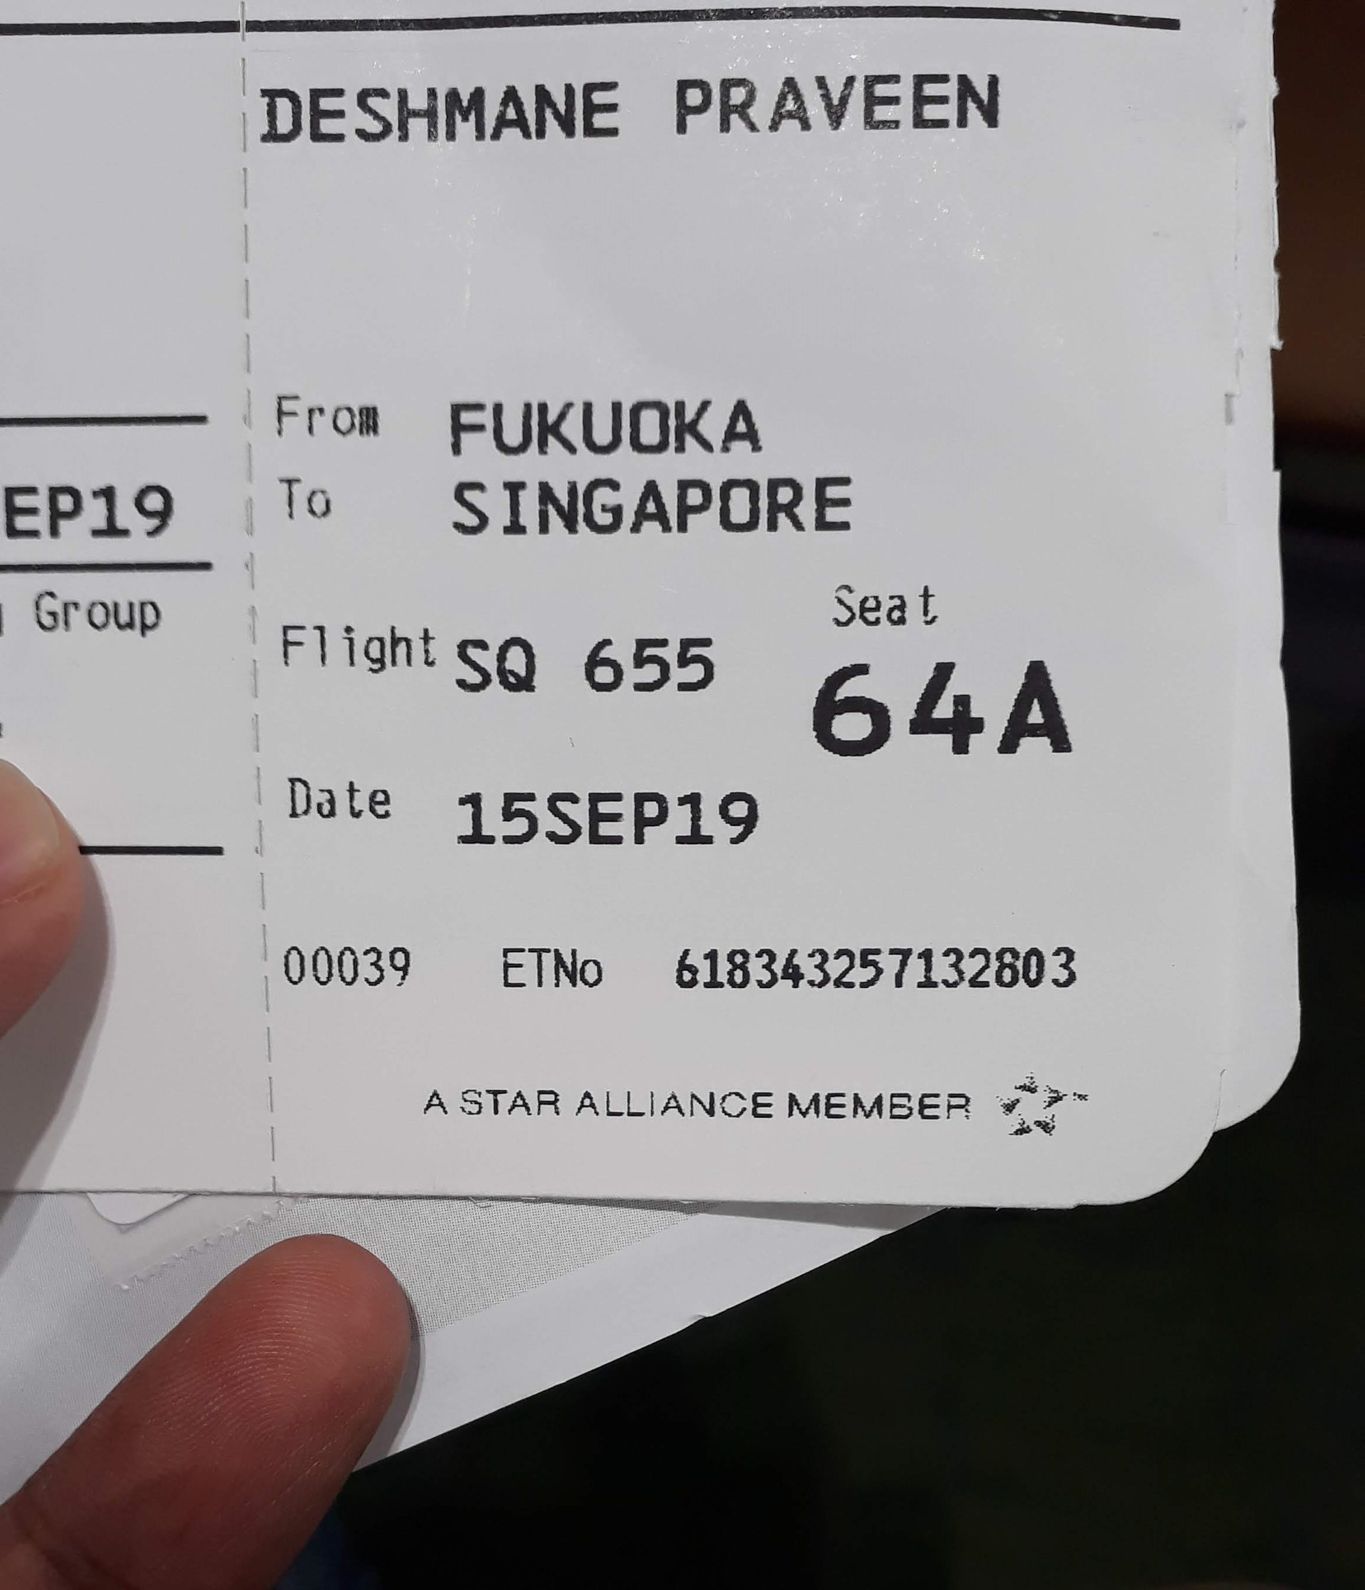 DESHMANE PRAVEEN
From FUKUOKA
To SINGAPORE
EP19
Group
Seat
Flight SQ 655
64A
Date 15SEP19
00039 ETNo 618343257132803
A STAR ALLIANCE MEMBER